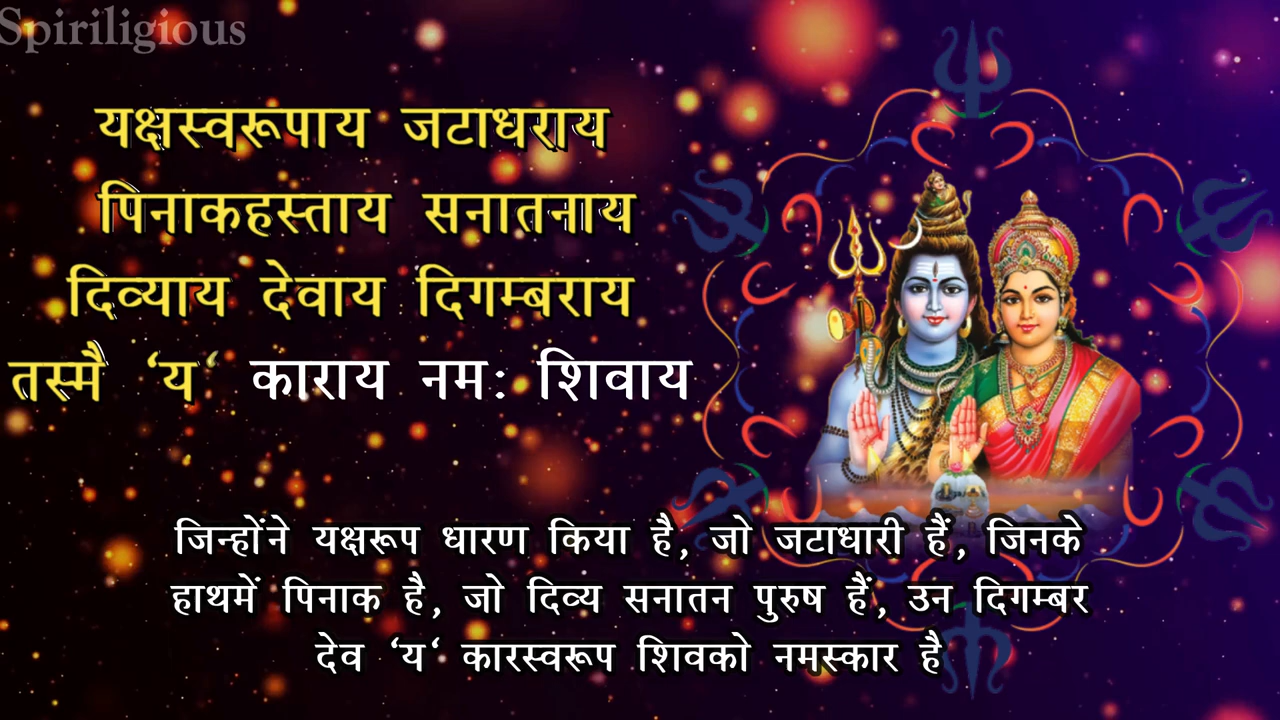 Spiriligious
यक्षस्वरूपाय जटाधराय
पिनाकहस्ताय सनातनाय
दिव्याय देवाय दिगम्बराय
तस्मै ‘य‘ काराय नमः शिवाय
जिन्होंने यक्षरूप धारण किया है, जो जटाधारी हैं, जिनके
हाथमें पिनाक है, जो दिव्य सनातन पुरुष हैं, उन दिगम्बर
देव ‘य‘ कारस्वरूप शिवको नमस्कार है